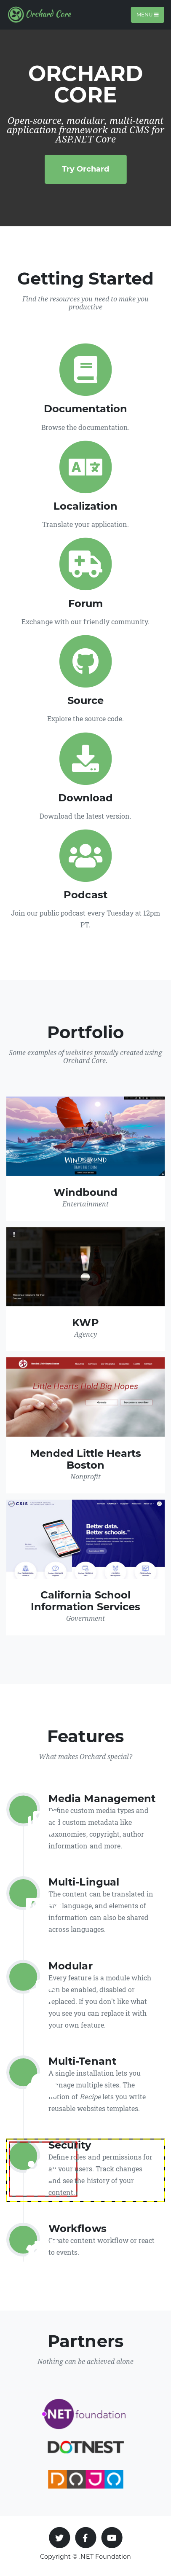 Orchard Core
MENU
ORCHARD
CORE
Open-source, modular, multi-tenant
application framework and CMS for
ASP.NET Core
Try Orchard
Getting Started
Find the resources you need to make you
productive
Documentation
Browse the documentation.
Localization
Translate your application.
Forum
Exchange with our friendly community.
Source
Explore the source code.
Download
Download the latest version.
Podcast
Join our public podcast every Tuesday at 12pm
PT.
Portfolio
Some examples of websites proudly created using
Orchard Core.
WINDBOUND
Windbound
Entertainment
KWP
Agency
Little Hearts Hold Big Hopes
Mended Little Hearts
Boston
Nonprofit
CSIS
Better data.
Better schools.
California School
Information Services
Government
Features
What makes Orchard special?
Media Management
custom media types and
custom metadata like
taxonomies, copyright, author
information and more.
Multi-Lingual
The content can be translated in
language, and elements of
information can also be shared
across languages.
Modular
Every feature is a module which
can be enabled, disabled or
replaced. If you don't like what
you see you can replace it with
your own feature.
Multi-Tenant
A single installation lets you
manage multiple sites. The
notion of Recipe lets you write
reusable websites templates.
Security
Define roles and permissions for
your users. Track changes
and see the history of your
content.
Workflows
Create content workflow or react
to events.
Partners
Nothing can be achieved alone
.NET foundation
DOTNEST
DOJO
Copyright © .NET Foundation